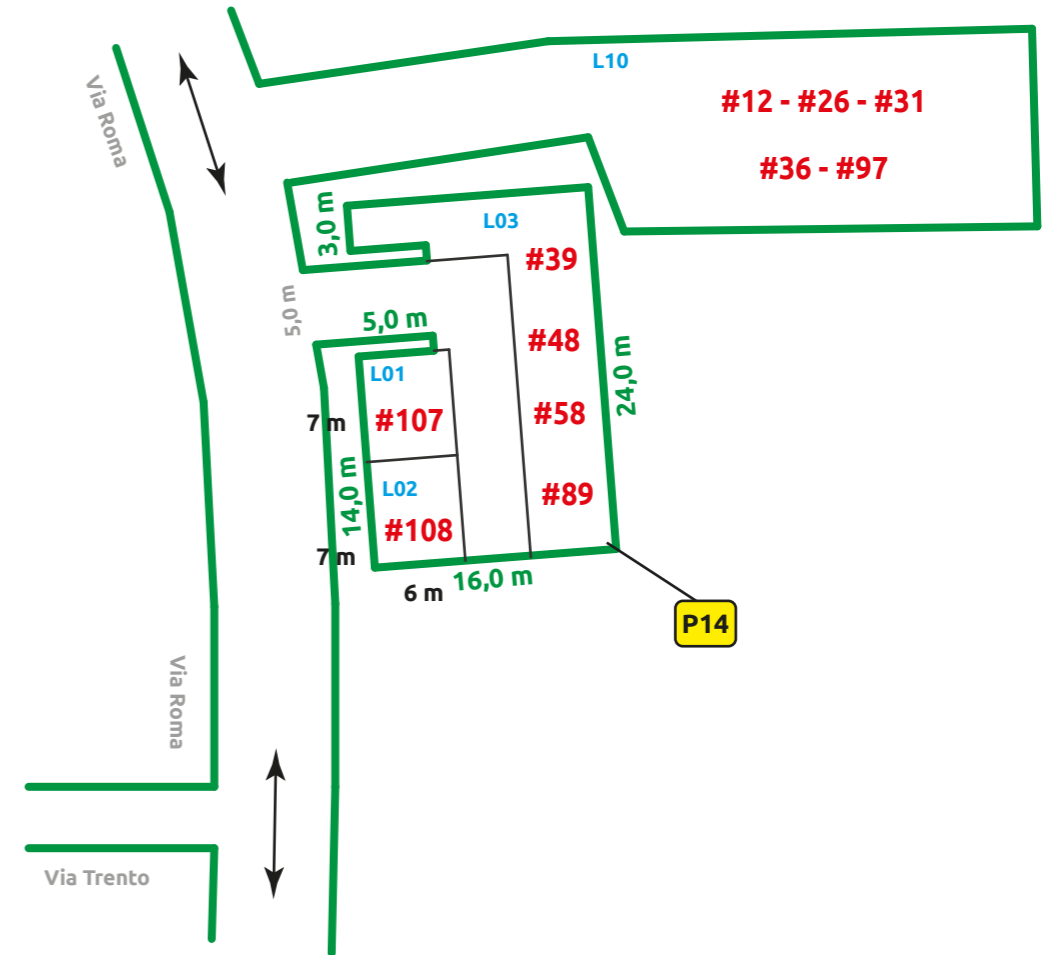 L10
Via Roma
#12 - #26 - #31
#36 - #97
3,0 m
L03
#39
5,0 m
5,0 m
#48
L01
24,0 m
7 m
#107
#58
14,0 m
L02
#89
#108
7 m
16,0 m
6 m
P14
Via Roma
Via Trento